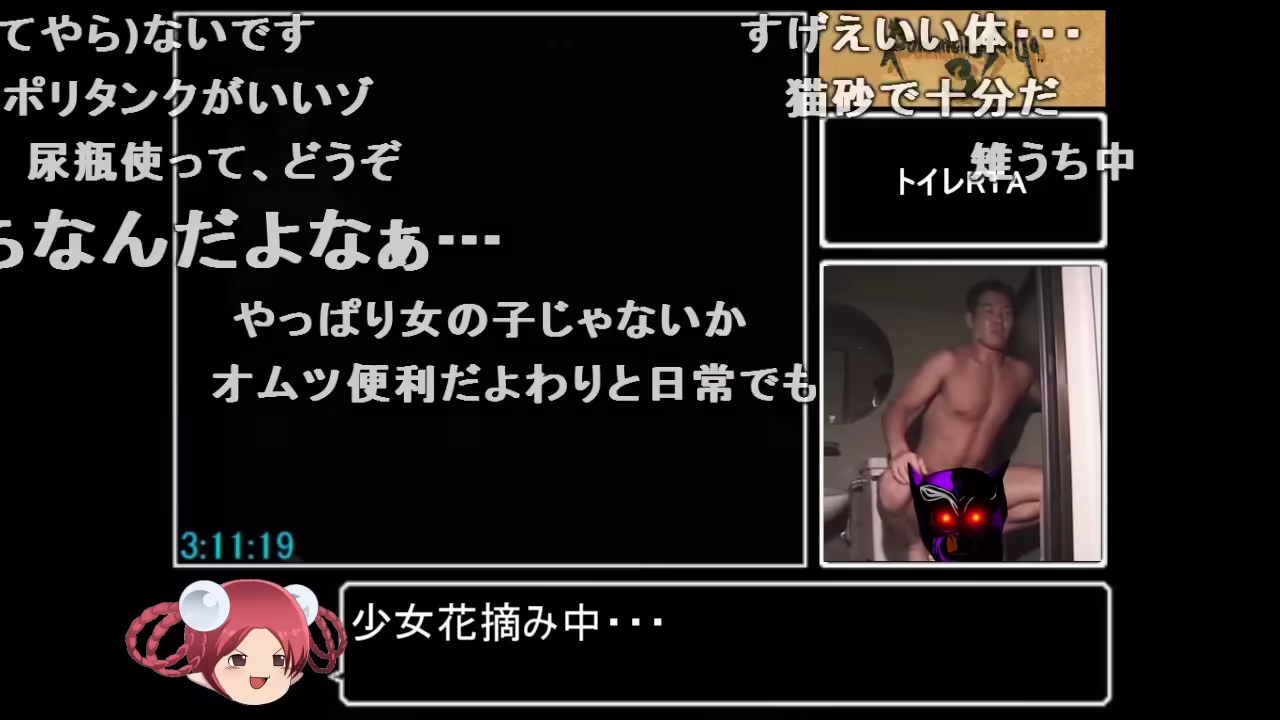 てやら)ないです
すげえいい体・・・
ポリタンクがいいゾ
猫砂で十分だ
尿瓶使って、どうぞ
雉うち中
トイレRTA
らなんだよなぁ・・・
やっぱり女の子じゃないか
オムツ便利だよわりと日常でも
3:11:19
少女花摘み中・・・